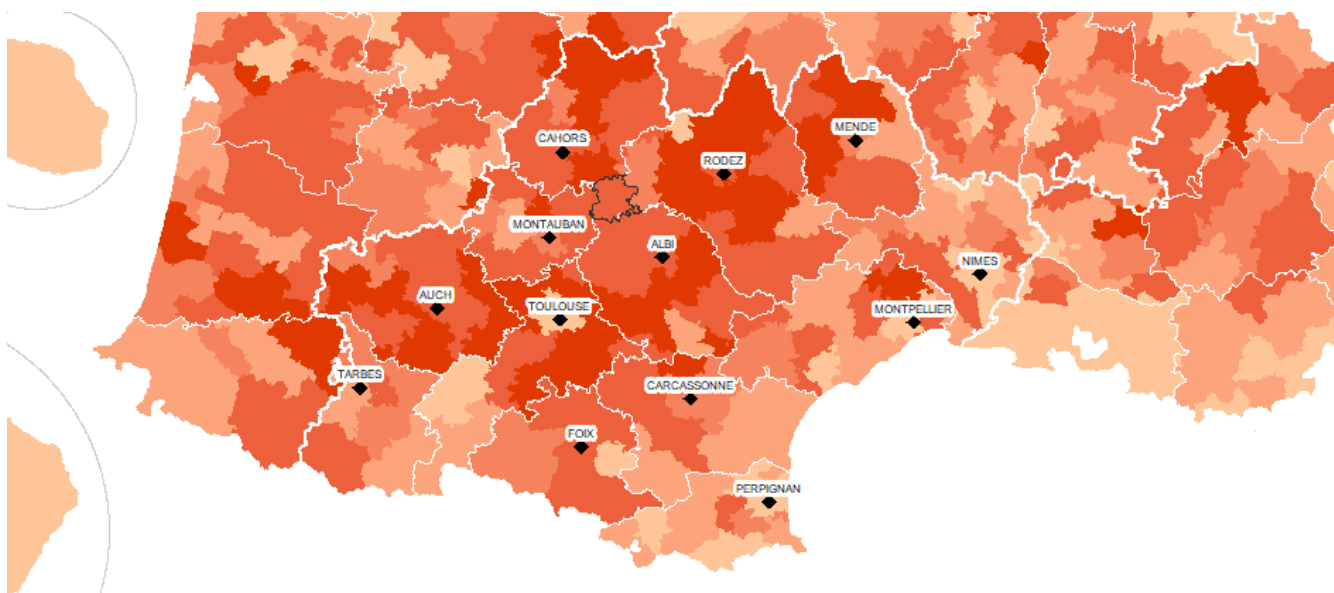 MENDE
CAHORS
RODEZ
MONTAUBAN
ALBI
NIMES
AUCH
TOULOUSE
MONTPELLIER
TARBES
CARCASSONNE
FOIX
PERPIGNAN